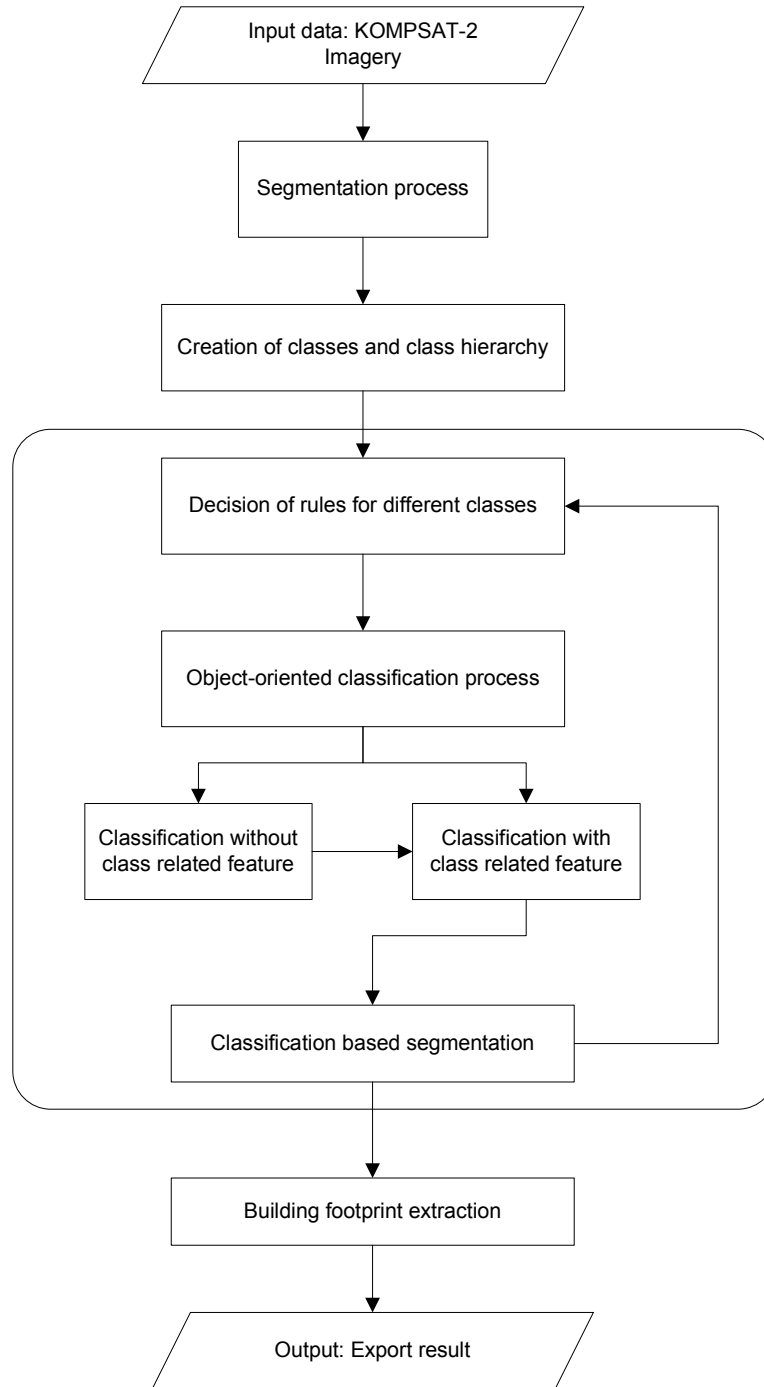 Input data: KOMPSAT-2
Imagery
Segmentation process
Creation of classes and class hierarchy
Decision of rules for different classes
Object-oriented classification process
Classification without
class related feature
Classification with
class related feature
Classification based segmentation
Building footprint extraction
Output: Export result